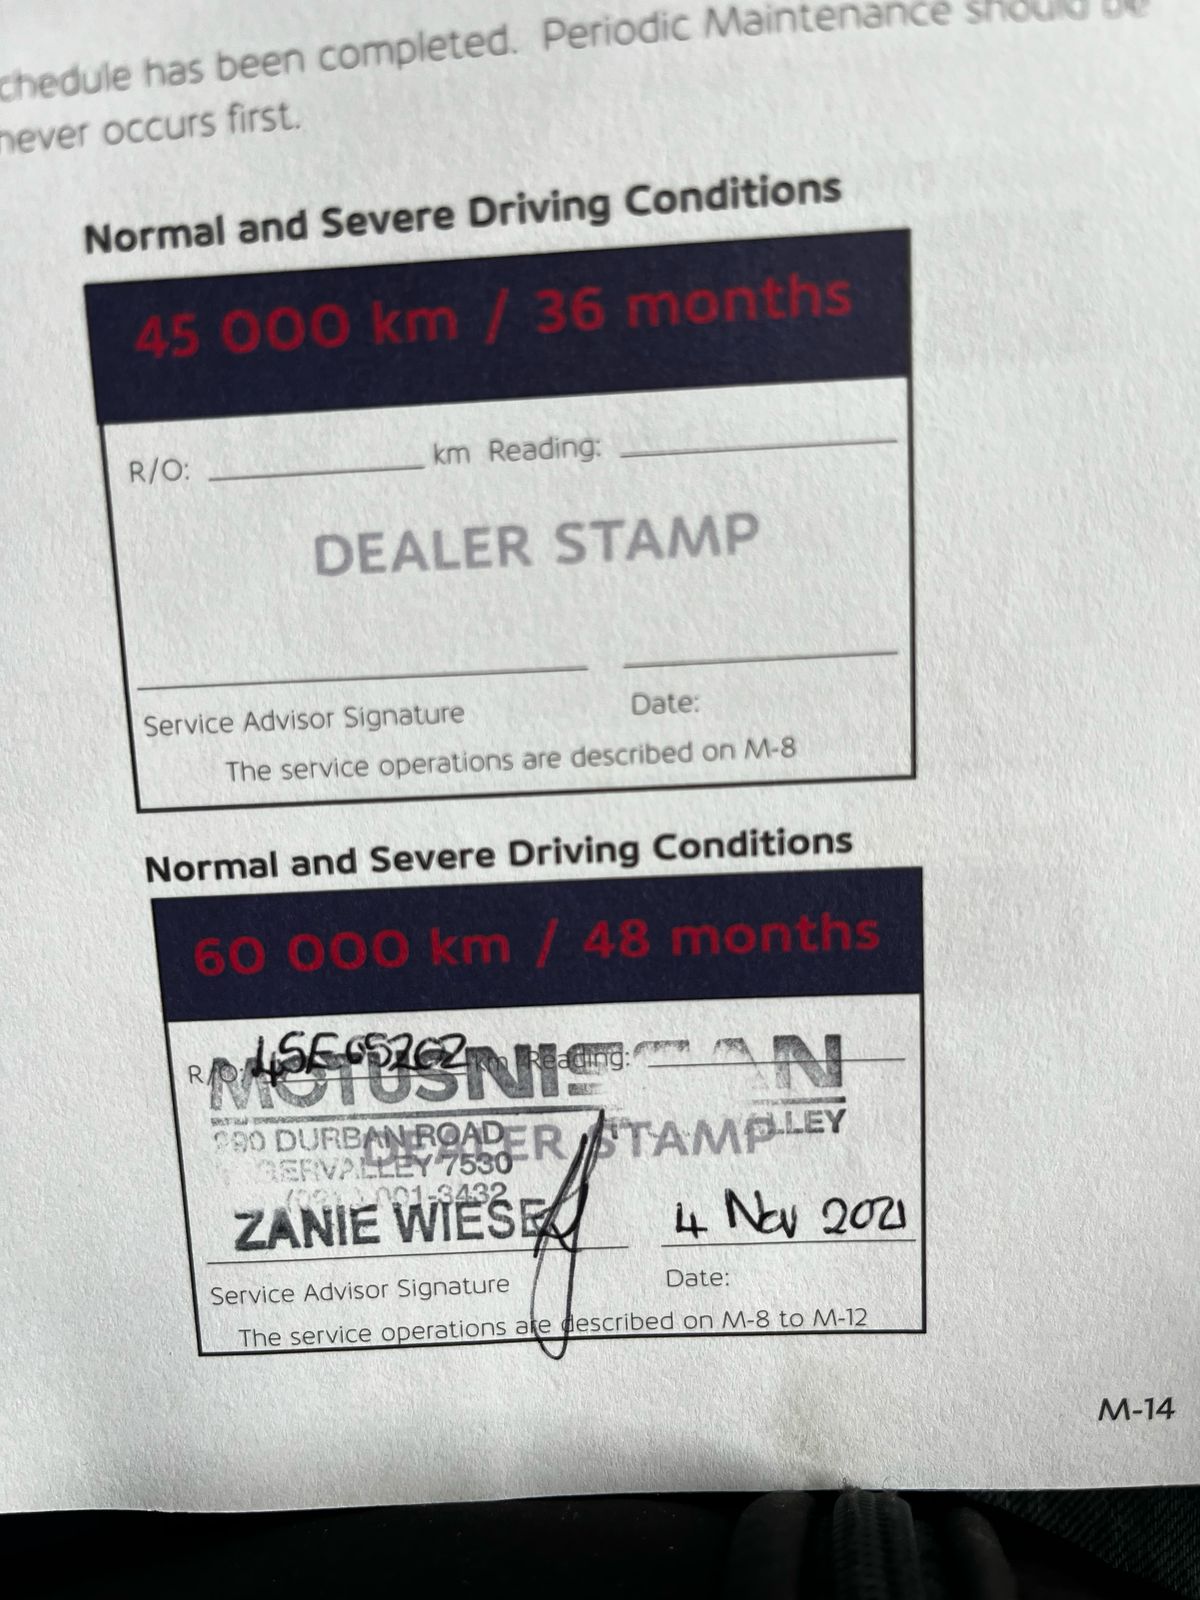 chedule has been completed. Periodic Maintenance should be
never occurs first.
Normal and Severe Driving Conditions
45 000 km / 36 months
R/O: km Reading:
DEALER STAMP
Service Advisor Signature Date:
The service operations are described on M-8
Normal and Severe Driving Conditions
60 000 km / 48 months
R/O: km Reading:
MOTUS
DURBAN ROAD LLEY
DEALER STAMP
7530
-3432
ZANIE WIESE 4 Nov 2021
Service Advisor Signature Date:
The service operations are described on M-8 to M-12
M-14